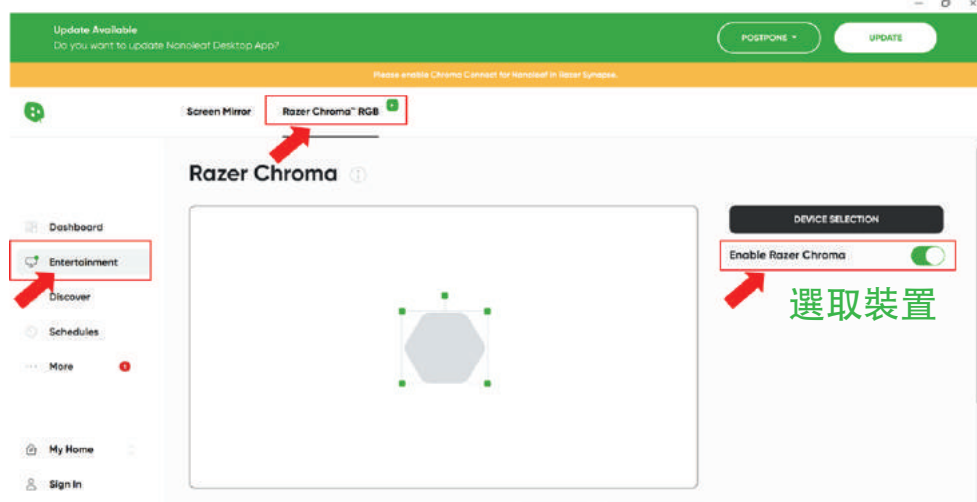 Update Available
Do you want to update Nanoleaf Desktop App?
POSTPONE
UPDATE
Please enable Chroma Connect for Nanoleaf in Razer Synapse.
Screen Mirror
Razer Chroma™ RGB
Razer Chroma
Dashboard
Entertainment
Discover
Schedules
More
My Home
Sign In
DEVICE SELECTION
Enable Razer Chroma
選取裝置